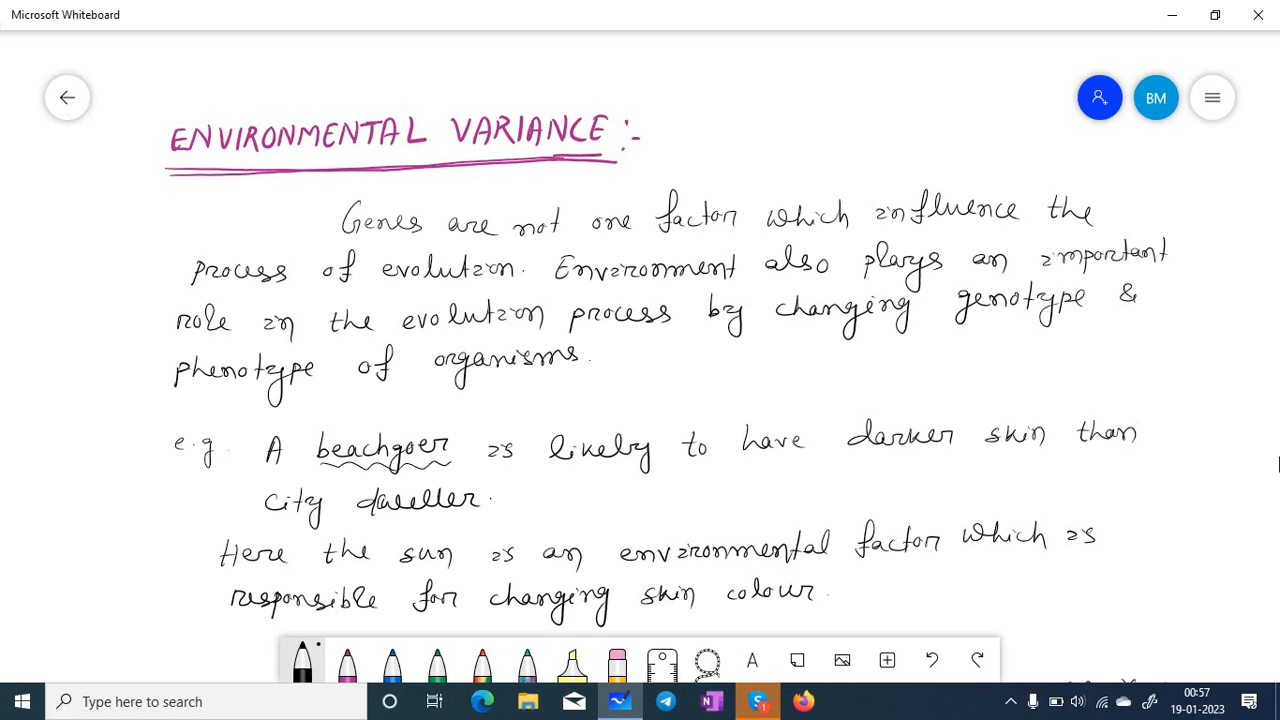 Microsoft Whiteboard
BM
ENVIRONMENTAL VARIANCE :-
Genes are not one factor which influence the
process of evolution. Environment also plays an important
role in the evolution process by changing genotype &
phenotype of organisms.
e.g. A beachgoer is likely to have darker skin than
city dweller.
Here the sun is an environmental factor which is
responsible for changing skin colour.
A
Type here to search
1
00:57
19-01-2023